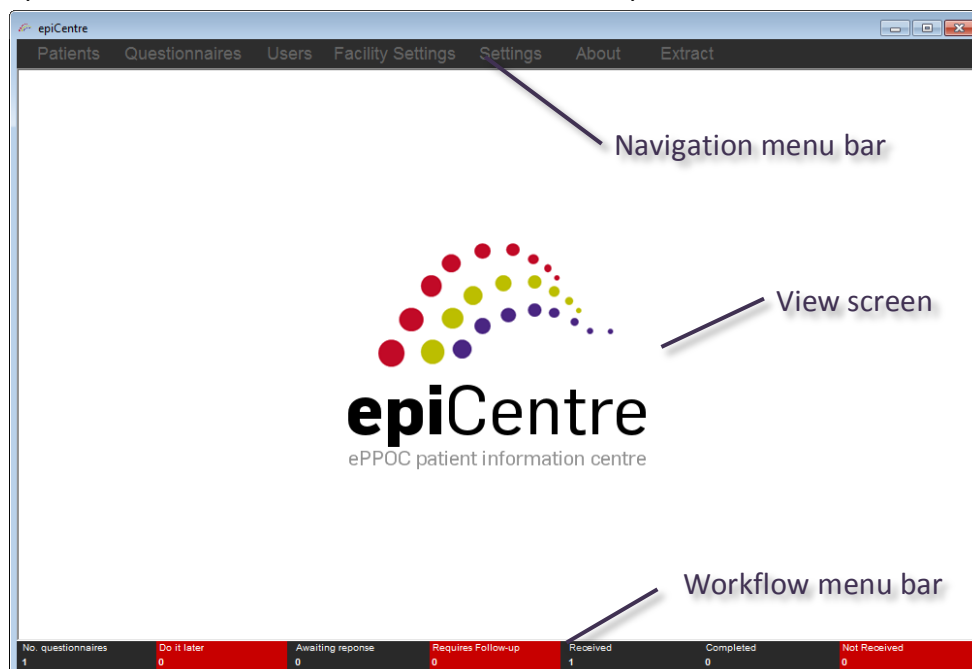 epiCentre
Patients Questionnaires Users Facility Settings Settings About Extract
Navigation menu bar
View screen
epiCentre
ePPOC patient information centre
Workflow menu bar
No. questionnaires Do it later Awaiting reponse Requires Follow-up Received Completed Not Received
1 0 0 0 1 0 0